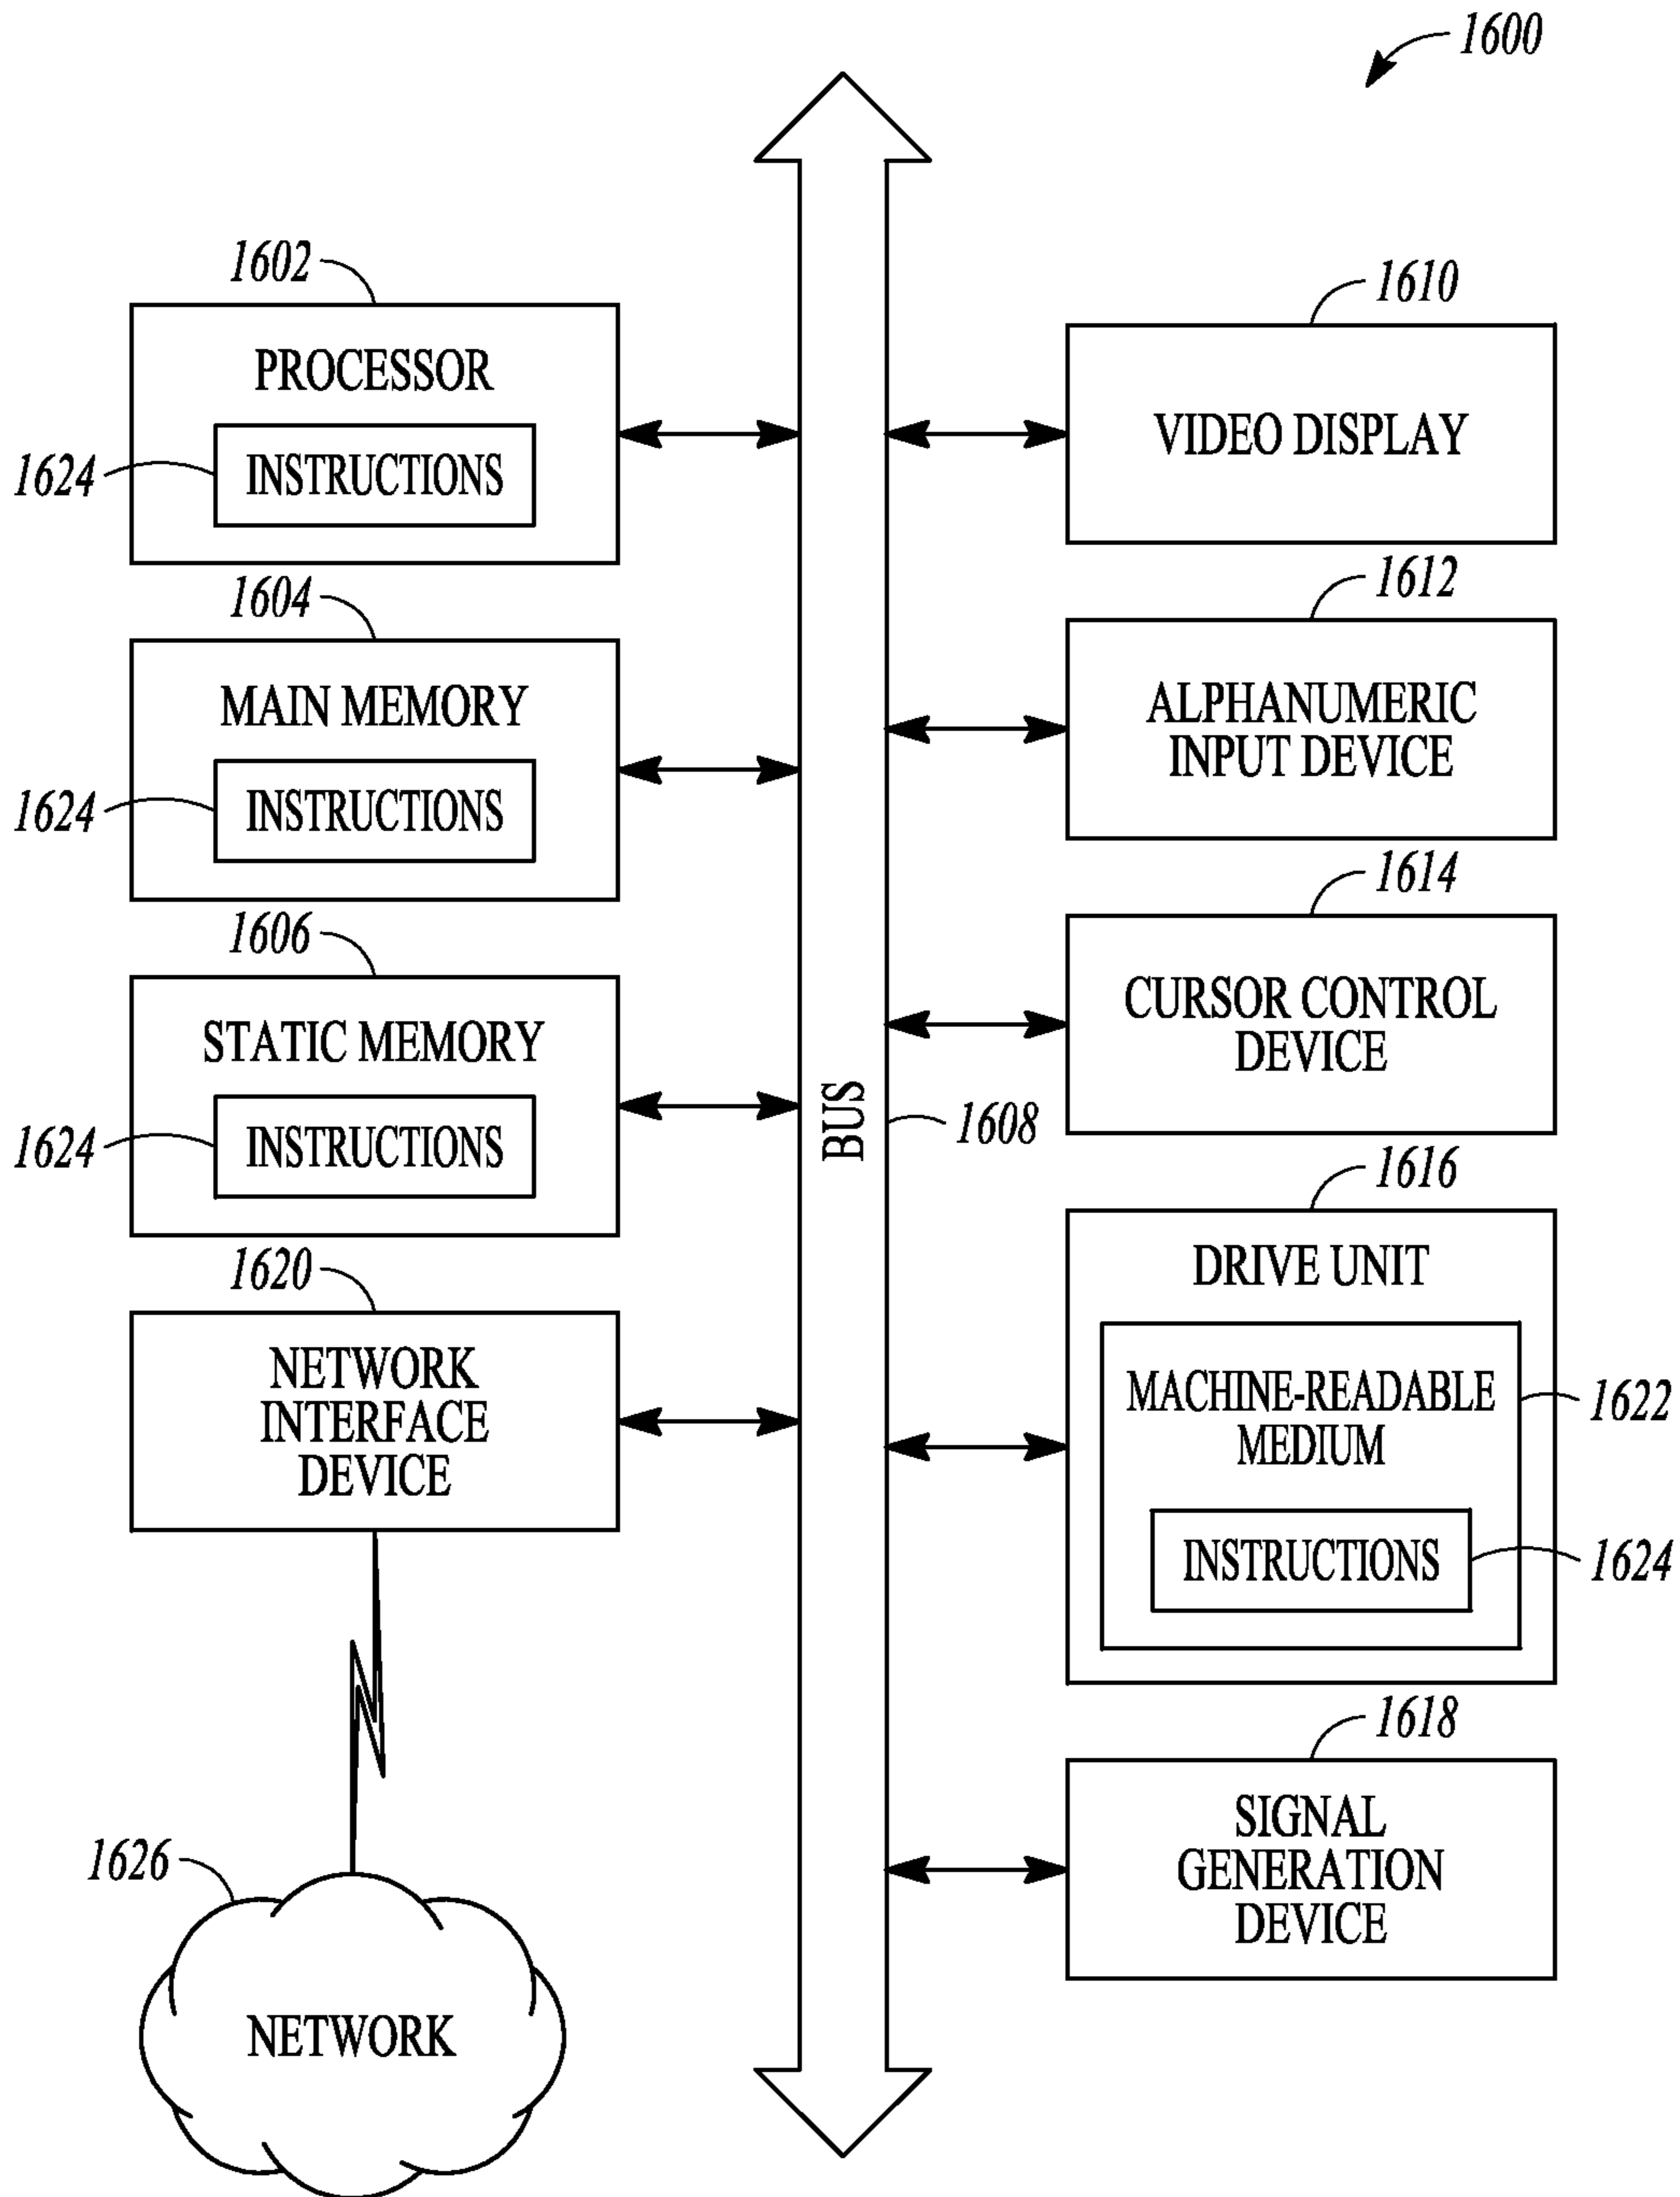 1600
1602
PROCESSOR
1624
INSTRUCTIONS
1604
MAIN MEMORY
1624
INSTRUCTIONS
1606
STATIC MEMORY
1624
INSTRUCTIONS
1620
NETWORK
INTERFACE
DEVICE
1626
NETWORK
BUS
1608
1610
VIDEO DISPLAY
1612
ALPHANUMERIC
INPUT DEVICE
1614
CURSOR CONTROL
DEVICE
1616
DRIVE UNIT
MACHINE-READABLE
MEDIUM
1622
INSTRUCTIONS
1624
1618
SIGNAL
GENERATION
DEVICE